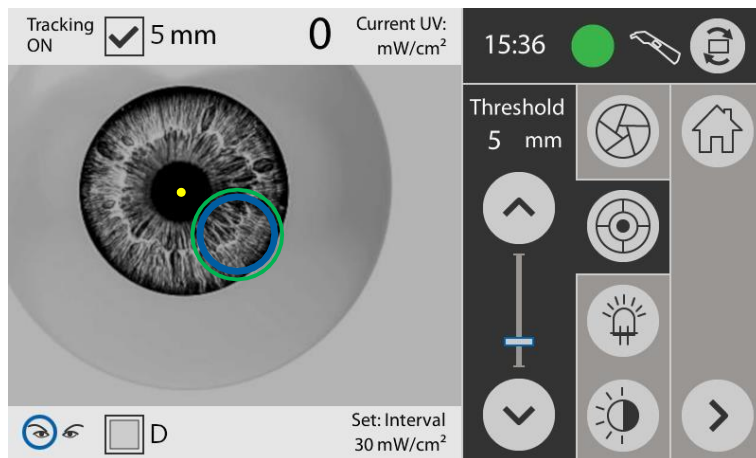 Tracking
ON
5 mm
0
Current UV:
mW/cm²
15:36
Threshold
5 mm
D
Set: Interval
30 mW/cm²